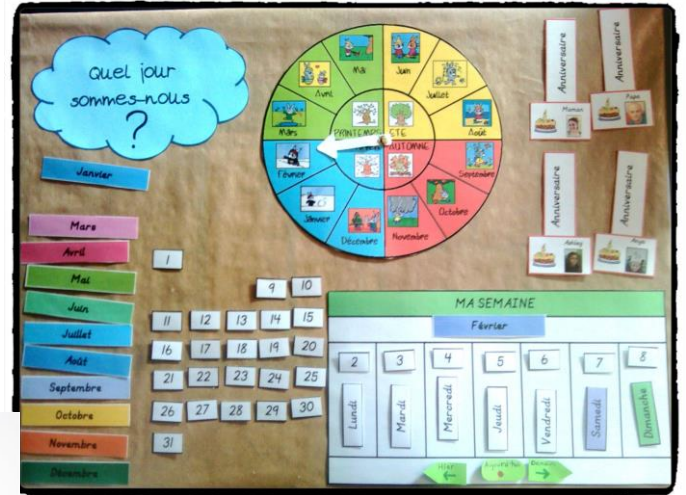 Quel jour
sommes-nous
?
Janvier
Mars
Avril
Mai
Juin
Juillet
Août
Septembre
Octobre
Novembre
Décembre
Mai
Juin
Avril
Juillet
Mars
PRINTEMPS
ETE
Août
Février
AUTOMNE
Septembre
Janvier
Octobre
Décembre
Novembre
Anniversaire
Anniversaire
Maman
Papa
Anniversaire
Anniversaire
Ashley
1
9 10
11 12 13 14 15
16 17 18 19 20
21 22 23 24 25
26 27 28 29 30
31
MA SEMAINE
Février
2 3 4 5 6 7 8
Lundi
Mardi
Mercredi
Jeudi
Vendredi
Samedi
Dimanche
Hier
Demain